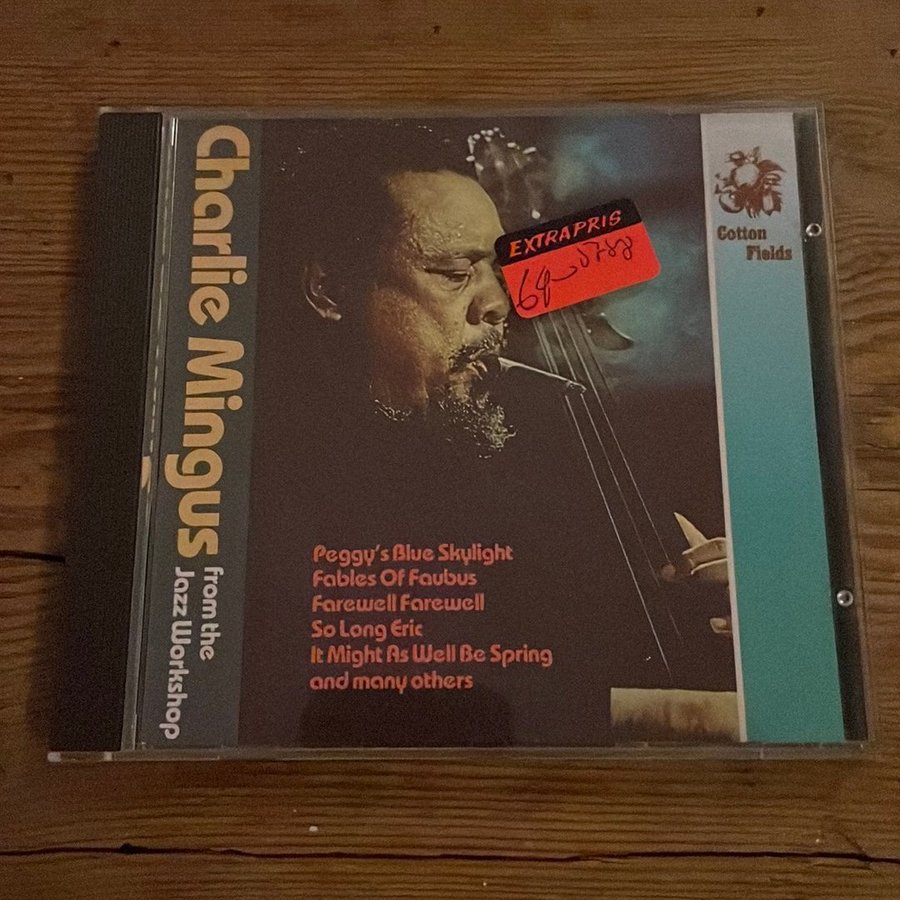 Charlie Mingus
from the
Jazz Workshop
EXTRAPRIS
Cotton
Fields
Peggy's Blue Skylight
Fables Of Faubus
Farewell Farewell
So Long Eric
It Might As Well Be Spring
and many others